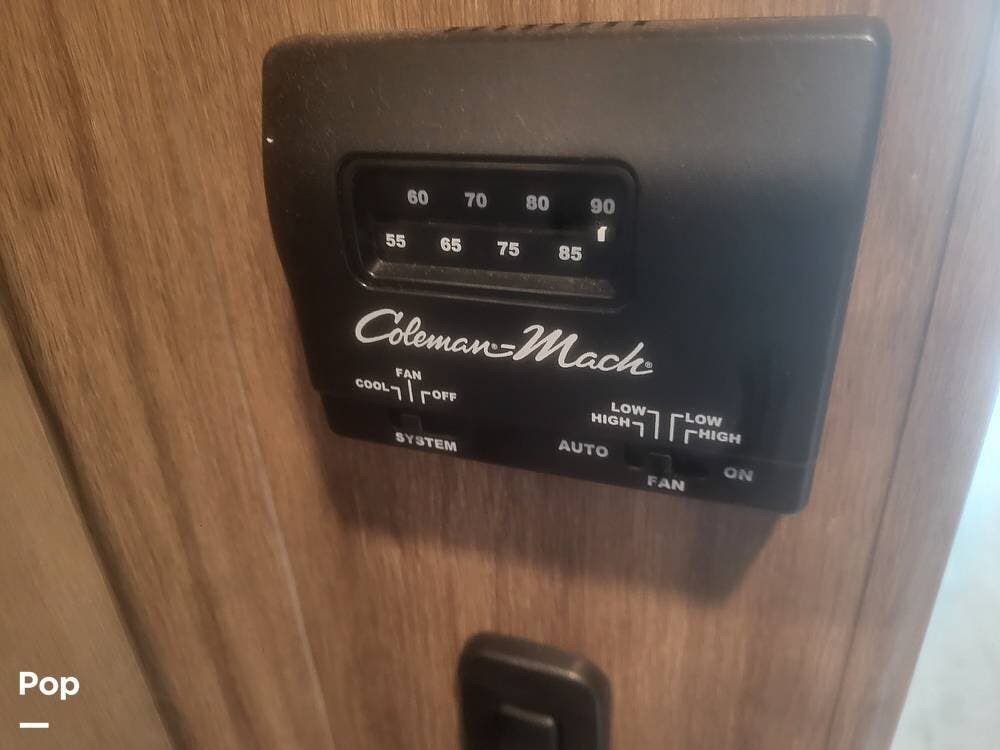 60 70 80 90
55 65 75 85
Coleman®=Mach®
FAN
COOL OFF
SYSTEM
LOW LOW
HIGH HIGH
AUTO ON
FAN
Pop